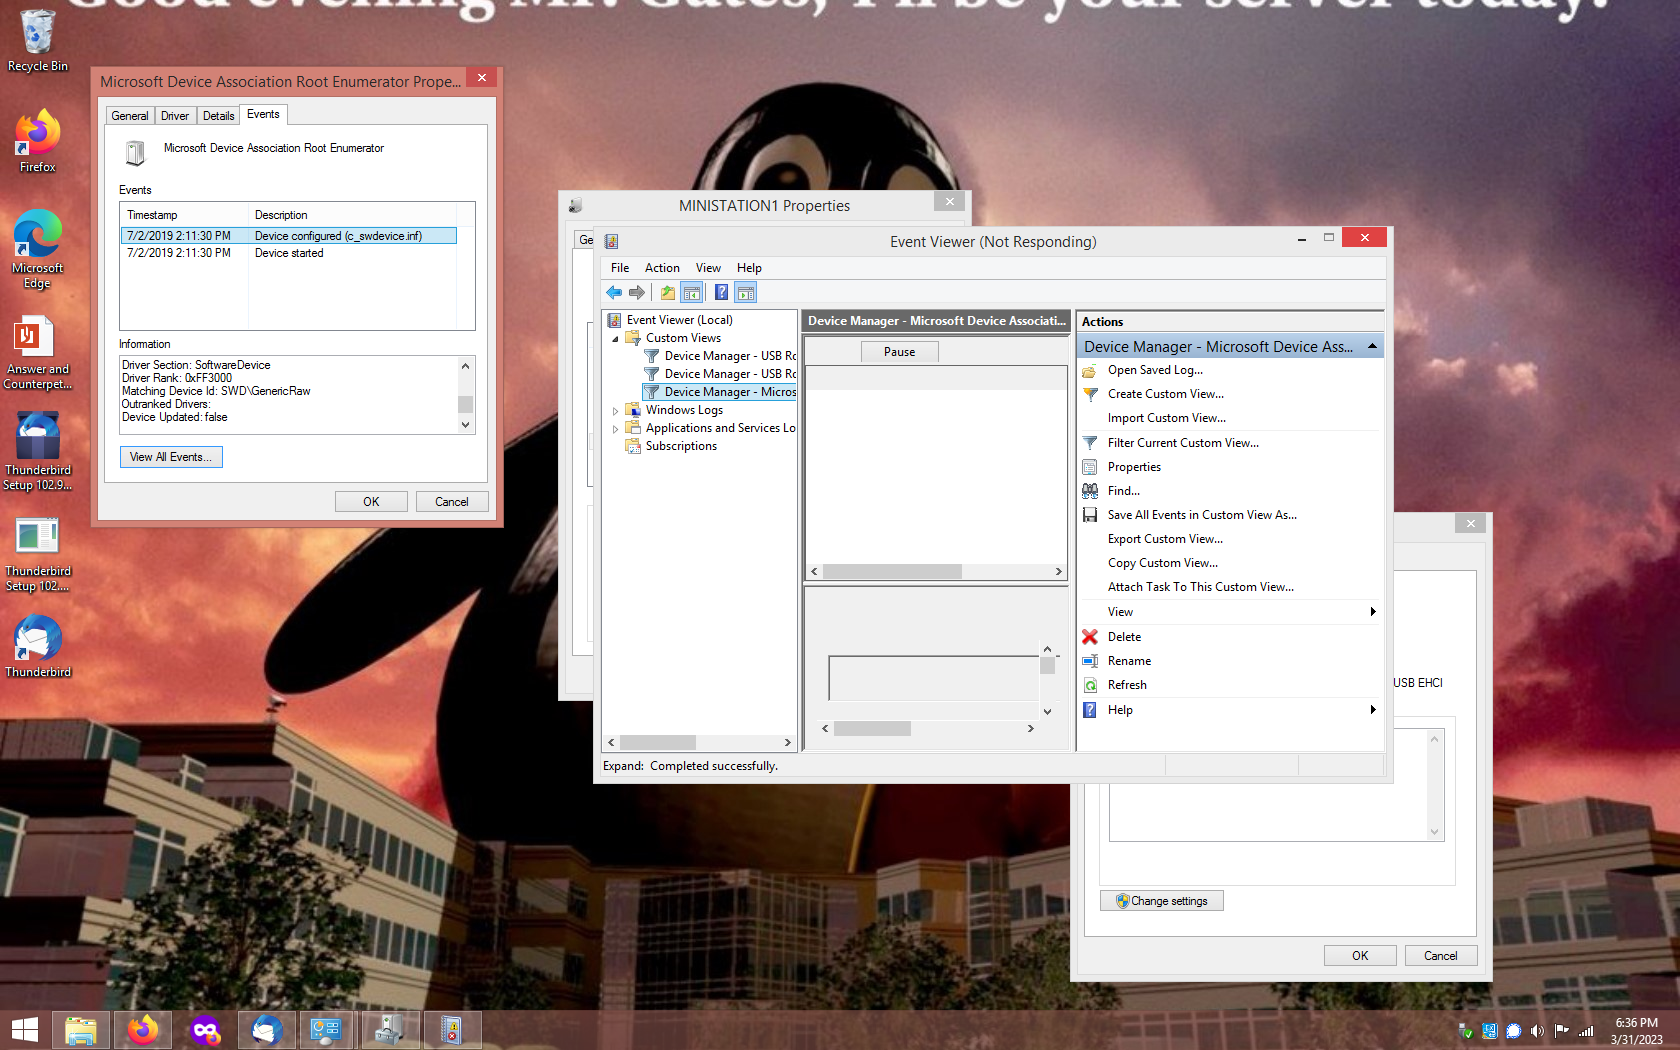 Good evening Mr. Gates, I'll be your server today.
Recycle Bin
Firefox
Microsoft
Edge
Answer and
Counterpet...
Thunderbird
Setup 102.9...
Thunderbird
Setup 102....
Thunderbird
Microsoft Device Association Root Enumerator Prope...
General
Driver
Details
Events
Microsoft Device Association Root Enumerator
Events
Timestamp
Description
7/2/2019 2:11:30 PM
Device configured (c_swdevice.inf)
7/2/2019 2:11:30 PM
Device started
Information
Driver Section: SoftwareDevice
Driver Rank: 0xFF3000
Matching Device Id: SWD\GenericRaw
Outranked Drivers:
Device Updated: false
View All Events...
OK
Cancel
MINISTATION1 Properties
Ge
Event Viewer (Not Responding)
File
Action
View
Help
Event Viewer (Local)
Custom Views
Device Manager - USB Ro
Device Manager - USB Ro
Device Manager - Micros
Windows Logs
Applications and Services Lo
Subscriptions
Device Manager - Microsoft Device Associati...
Pause
Actions
Device Manager - Microsoft Device Ass...
Open Saved Log...
Create Custom View...
Import Custom View...
Filter Current Custom View...
Properties
Find...
Save All Events in Custom View As...
Export Custom View...
Copy Custom View...
Attach Task To This Custom View...
View
Delete
Rename
Refresh
Help
Expand:  Completed successfully.
USB EHCI
Change settings
OK
Cancel
6:36 PM
3/31/2023